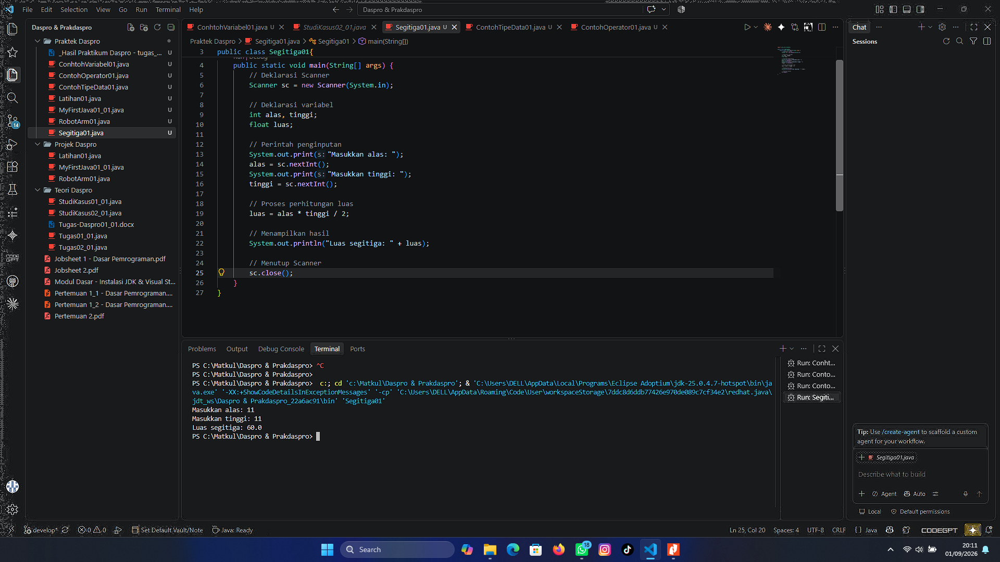 File Edit Selection View Go Run Terminal Help
Daspro & Prakdaspro
Daspro & Prakdaspro
Praktek Daspro
_Hasil Praktikum Daspro - tugas_... U
ConhtohVariabel01.java U
ContohOperator01.java U
ContohTipeData01.java U
Latihan01.java U
MyFirstJava01_01.java U
RobotArm01.java U
Segitiga01.java U
Projek Daspro
Latihan01.java
MyFirstJava01_01.java
RobotArm01.java
Teori Daspro
StudiKasus01_01.java
StudiKasus02_01.java
Tugas-Daspro01_01.docx
Tugas01_01.java
Tugas02_01.java
Jobsheet 1 - Dasar Pemrograman.pdf
Jobsheet 2.pdf
Modul Dasar - Instalasi JDK & Visual St...
Pertemuan 1_1 - Dasar Pemrograman....
Pertemuan 1_2 - Dasar Pemrograman....
Pertemuan 2.pdf
14
CODE GPT
ConhtohVariabel01.java U StudiKasus02_01.java Segitiga01.java U ContohTipeData01.java U ContohOperator01.java U
Praktek Daspro > Segitiga01.java > Segitiga01 > main(String[])
3 public class Segitiga01{
Run | Debug
4 public static void main(String[] args) {
5 // Deklarasi Scanner
6 Scanner sc = new Scanner(System.in);
7
8 // Deklarasi variabel
9 int alas, tinggi;
10 float luas;
11
12 // Perintah penginputan
13 System.out.print(s: "Masukkan alas: ");
14 alas = sc.nextInt();
15 System.out.print(s: "Masukkan tinggi: ");
16 tinggi = sc.nextInt();
17
18 // Proses perhitungan luas
19 luas = alas * tinggi / 2;
20
21 // Menampilkan hasil
22 System.out.println("Luas segitiga: " + luas);
23
24 // Menutup Scanner
25 sc.close();
26 }
27 }
Problems Output Debug Console Terminal Ports
PS C:\Matkul\Daspro & Prakdaspro> ^C
PS C:\Matkul\Daspro & Prakdaspro>
PS C:\Matkul\Daspro & Prakdaspro> c:; cd 'c:\Matkul\Daspro & Prakdaspro'; & 'C:\Users\DELL\AppData\Local\Programs\Eclipse Adoptium\jdk-25.0.4.7-hotspot\bin\ja
va.exe' '-XX:+ShowCodeDetailsInExceptionMessages' '-cp' 'C:\Users\DELL\AppData\Roaming\Code\User\workspaceStorage\7ddc8d6ddb77426e970de089c7cf34e2\redhat.java\
jdt_ws\Daspro & Prakdaspro_22a6ac91\bin' 'Segitiga01'
Masukkan alas: 11
Masukkan tinggi: 11
Luas segitiga: 60.0
PS C:\Matkul\Daspro & Prakdaspro>
Run: Conht...
Run: Conto...
Run: Conto...
Run: Segiti...
Chat
Sessions
Tip: Use /create-agent to scaffold a custom
agent for your workflow.
Segitiga01.java
Describe what to build
Agent Auto
Local Default permissions
develop* 0 0 Set Default Vault/Note Java: Ready
Ln 25, Col 20 Spaces: 4 UTF-8 CRLF {} Java CODEGPT
Search
18
20:11
01/09/2026